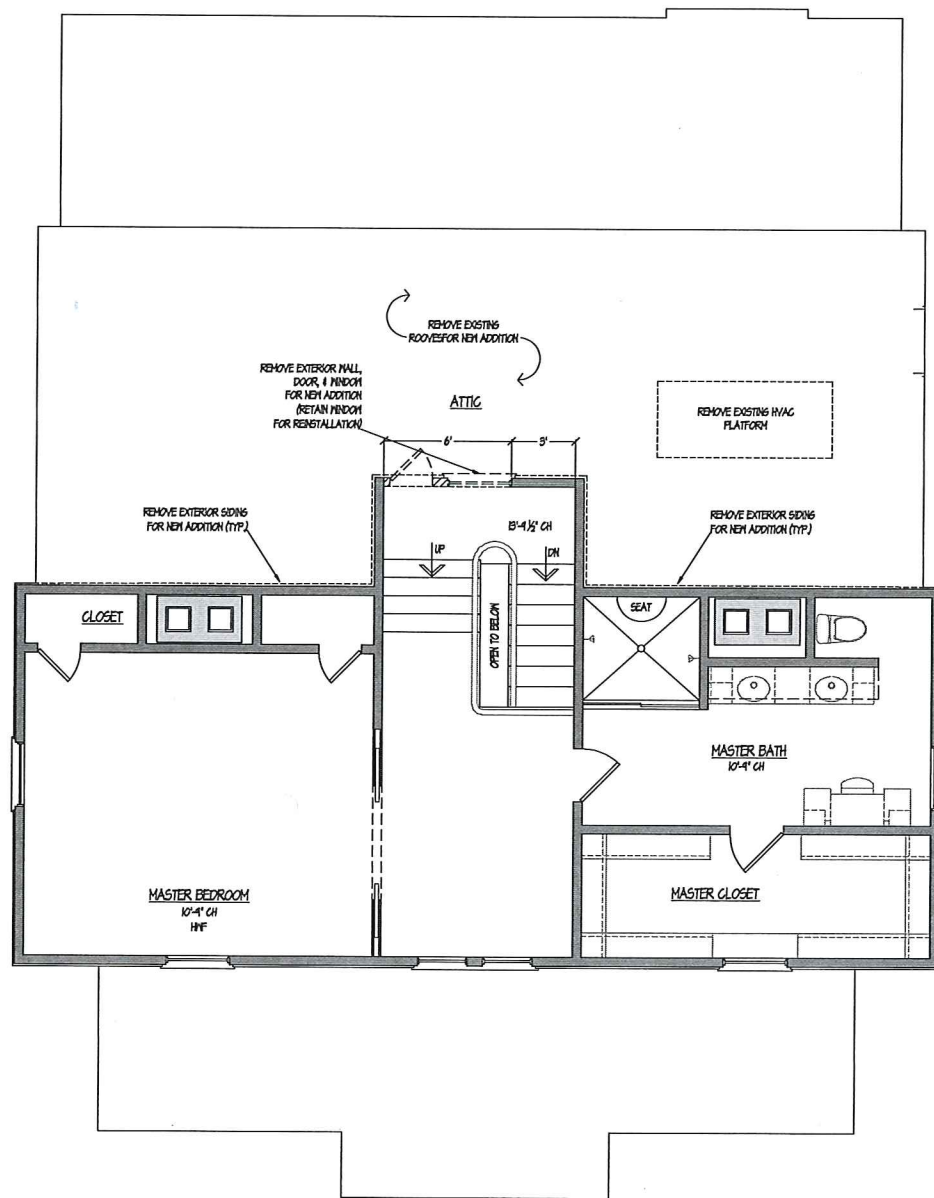 REMOVE EXISTING
ROOVESFOR NEW ADDITION
REMOVE EXTERIOR WALL,
DOOR, & WINDOW
FOR NEW ADDITION
(RETAIN WINDOW
FOR REINSTALLATION)
ATTIC
REMOVE EXISTING HVAC
PLATFORM
6'
3'
REMOVE EXTERIOR SIDING
FOR NEW ADDITION (TYP.)
13'-9 1/2" CH
REMOVE EXTERIOR SIDING
FOR NEW ADDITION (TYP.)
UP
DN
CLOSET
SEAT
OPEN TO BELOW
MASTER BATH
10'-9" CH
MASTER BEDROOM
10'-9" CH
HWF
MASTER CLOSET